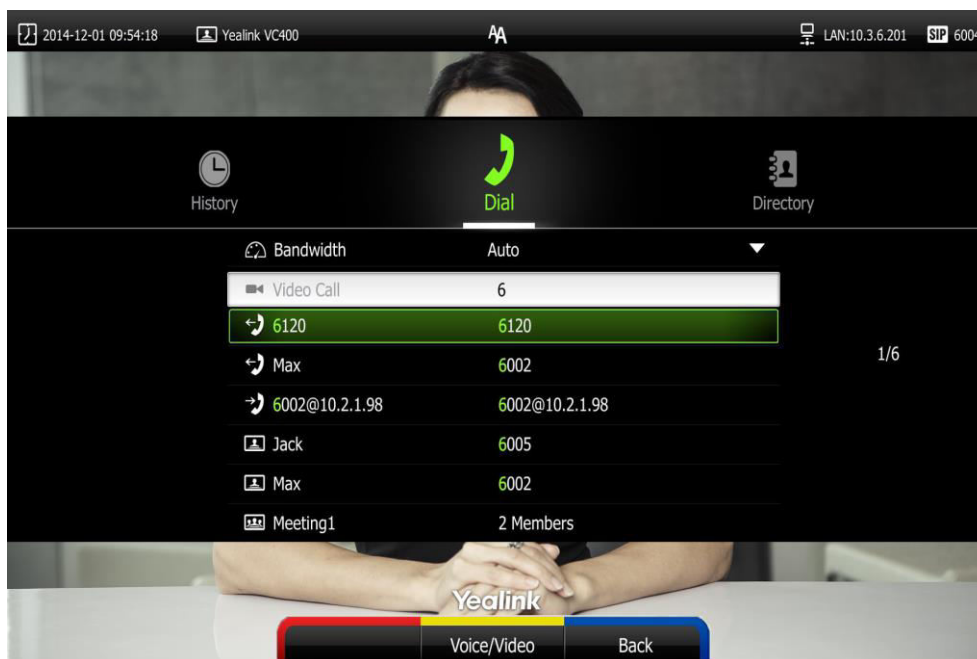 2014-12-01 09:54:18 Yealink VC400 AA LAN:10.3.6.201 SIP 6004
History Dial Directory
Bandwidth Auto
Video Call 6
6120 6120
1/6
Max 6002
6002@10.2.1.98 6002@10.2.1.98
Jack 6005
Max 6002
Meeting1 2 Members
Yealink
Voice/Video Back